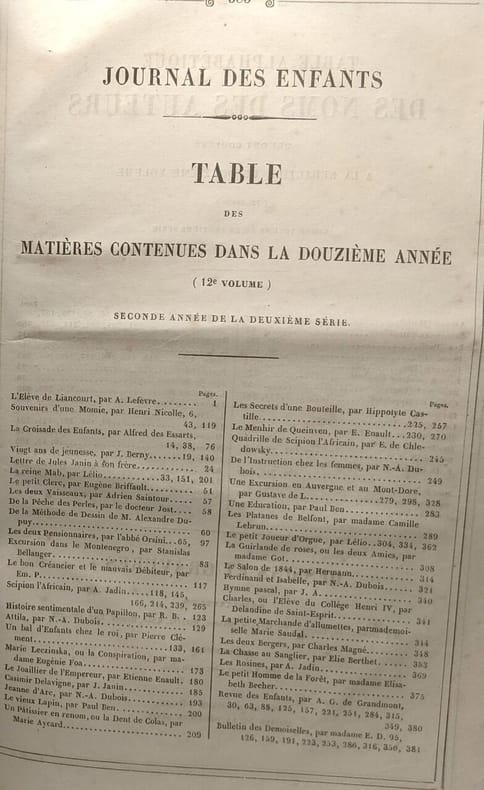 JOURNAL DES ENFANTS
TABLE
DES
MATIÈRES CONTENUES DANS LA DOUZIÈME ANNÉE
( 12e VOLUME )
SECONDE ANNÉE DE LA DEUXIÈME SÉRIE.
Pages.
L'Elève de Liancourt, par A. Lefèvre........ 1
Souvenirs d'une Momie, par Henri Nicolle, 6,
43, 119
La Croisade des Enfants, par Alfred des Essarts,
14, 38, 76
Vingt ans de jeunesse, par J. Berny....19, 140
Lettre de Jules Janin à son frère........... 24
La reine Mab, par Lélio........33, 151, 201
Le petit Clerc, par Eugène Briffault........ 51
Les deux Vaisseaux, par Adrien Saintour..... 57
De la Pêche des Perles, par le docteur Jost... 58
De la Méthode de Dessin de M. Alexandre Du-
puy........ 60
Les deux Pensionnaires, par l'abbé Orsini...65, 97
Excursion dans le Montenegro, par Stanislas
Bellanger........ 83
Le bon Créancier et le mauvais Débiteur, par
Em. P........ 117
Scipion l'Africain, par A. Jadin....118, 145,
166, 214, 239, 265
Histoire sentimentale d'un Papillon, par R. B. 123
Attila, par N.-A. Dubois........ 129
Un bal d'Enfants chez le roi, par Pierre Clé-
ment........133, 161
Marie Leczinska, ou la Conspiration, par ma-
dame Eugénie Foa........ 173
Le Joaillier de l'Empereur, par Etienne Enault 180
Casimir Delavigne, par J. Janin........ 185
Jeanne d'Arc, par N.-A. Dubois........ 193
Le vieux Lapin, par Paul Ben........ 200
Un Pâtissier en renom, ou la Dent de Colas, par
Marie Aycard........ 209
Pages.
Les Secrets d'une Bouteille, par Hippolyte Cas-
tille........225, 257
Le Menhir de Queinven, par E. Enault...230, 270
Quadrille de Scipion l'Africain, par E. de Chle-
dowsky........ 245
De l'Instruction chez les femmes, par N.-A. Du-
bois........ 249
Une Excursion en Auvergne et au Mont-Dore,
par Gustave de L........279, 298, 328
Une Education, par Paul Ben........ 283
Les Platanes de Belfont, par madame Camille
Lebrun........ 289
Le petit Joueur d'Orgue, par Lélio..304, 334, 362
La Guirlande de roses, ou les deux Amis, par
madame Got........ 308
Le Salon de 1844, par Hermann........ 314
Ferdinand et Isabelle, par N.-A. Dubois..... 321
Hymne pascal, par J. A........ 340
Charles, ou l'Elève du Collége Henri IV, par
Delandine de Saint-Esprit........ 341
La petite Marchande d'allumettes, par mademoi-
selle Marie Saudal........ 344
Les deux Bergers, par Charles Magné....... 348
La Chasse au Sanglier, par Elie Berthet..... 353
Les Rosines, par A. Jadin........ 369
Le petit Homme de la Forêt, par madame Elisa-
beth Becher........ 375
Revue des Enfants, par A. G. de Grandmont,
30, 63, 88, 125, 157, 221, 251, 284, 315,
349, 380
Bulletin des Demoiselles, par madame E. D. 95,
126, 159, 191, 223, 253, 286, 316, 350, 381